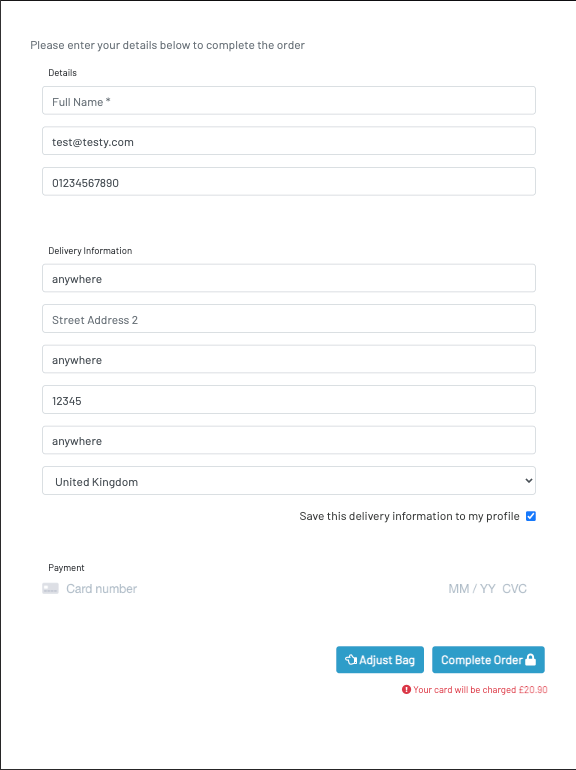 Please enter your details below to complete the order
Details
Full Name *
test@testy.com
01234567890
Delivery Information
anywhere
Street Address 2
anywhere
12345
anywhere
United Kingdom
Save this delivery information to my profile
Payment
Card number MM / YY CVC
Adjust Bag Complete Order
Your card will be charged £20.90